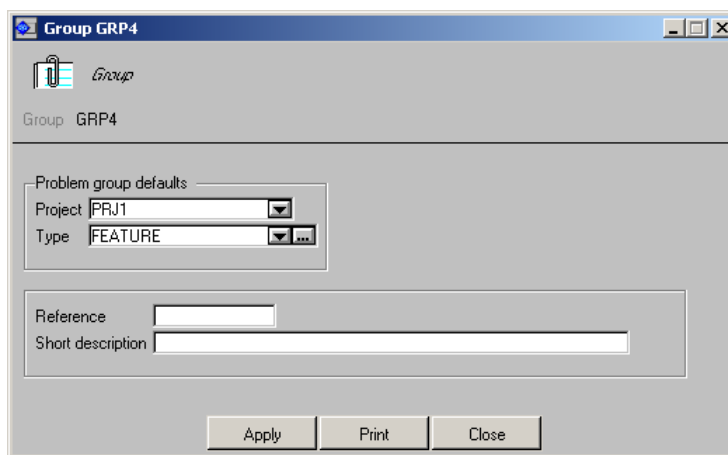 Group GRP4
Group
Group GRP4
Problem group defaults
Project PRJ1
Type FEATURE ...
Reference
Short description
Apply Print Close